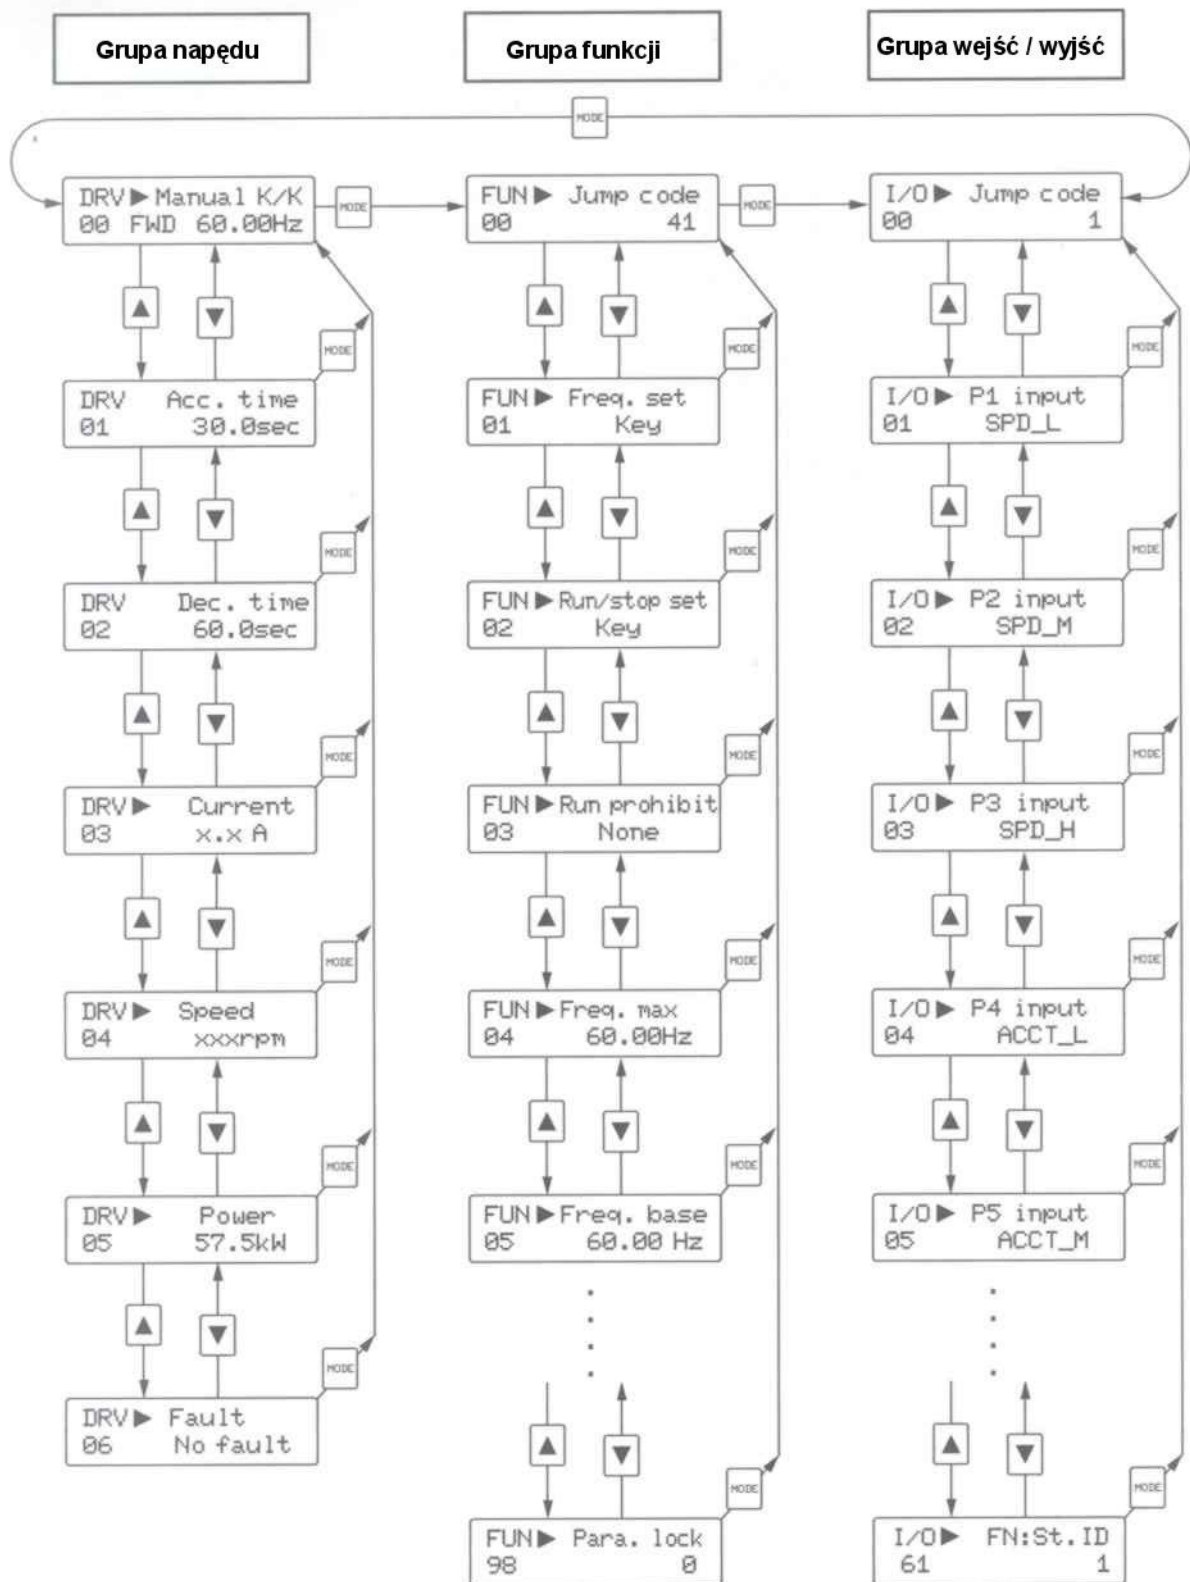 Grupa napędu
Grupa funkcji
Grupa wejść / wyjść
MODE
DRV ▶ Manual K/K
00 FWD 60.00Hz
MODE
FUN ▶ Jump code
00 41
MODE
I/O ▶ Jump code
00 1
▲ ▼
MODE
▲ ▼
MODE
▲ ▼
MODE
DRV Acc. time
01 30.0sec
FUN ▶ Freq. set
01 Key
I/O ▶ P1 input
01 SPD_L
▲ ▼
MODE
▲ ▼
MODE
▲ ▼
MODE
DRV Dec. time
02 60.0sec
FUN ▶ Run/stop set
02 Key
I/O ▶ P2 input
02 SPD_M
▲ ▼
MODE
▲ ▼
MODE
▲ ▼
MODE
DRV ▶ Current
03 x.x A
FUN ▶ Run prohibit
03 None
I/O ▶ P3 input
03 SPD_H
▲ ▼
MODE
▲ ▼
MODE
▲ ▼
MODE
DRV ▶ Speed
04 xxxrpm
FUN ▶ Freq. max
04 60.00Hz
I/O ▶ P4 input
04 ACCT_L
▲ ▼
MODE
▲ ▼
MODE
▲ ▼
MODE
DRV ▶ Power
05 57.5kW
FUN ▶ Freq. base
05 60.00 Hz
I/O ▶ P5 input
05 ACCT_M
▲ ▼
MODE
DRV ▶ Fault
06 No fault
▲ ▼
MODE
▲ ▼
MODE
FUN ▶ Para. lock
98 0
I/O ▶ FN:St.ID
61 1